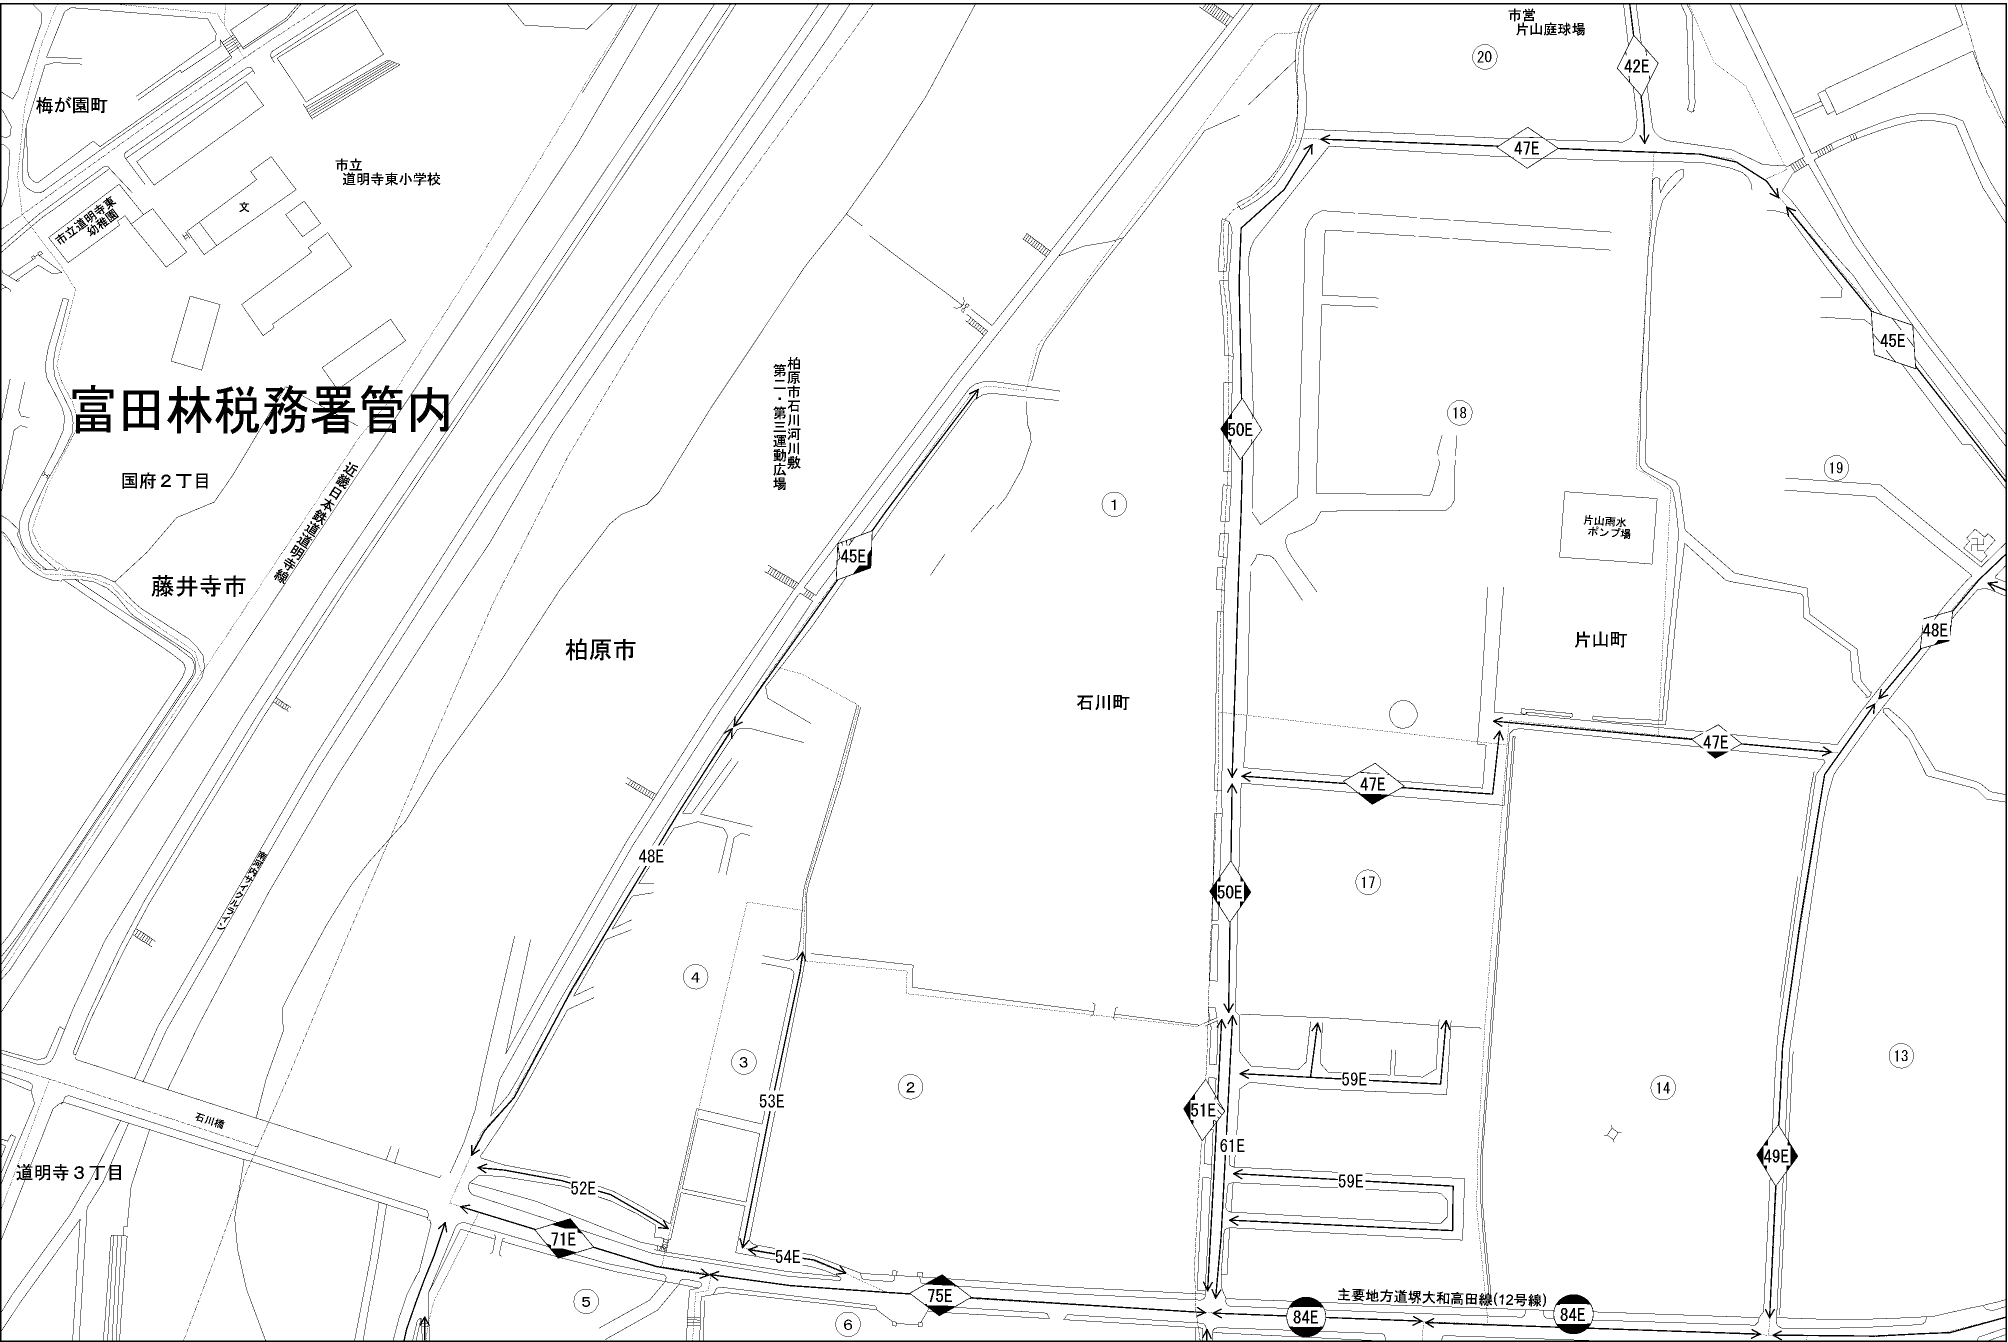 市営
片山庭球場
20
42E
梅が園町
47E
市立
道明寺東小学校
文
市立道明寺東
幼稚園
45E
柏原市石川河川敷
第二・第三運動広場
富田林税務署管内
18
50E
国府2丁目
近畿日本鉄道道明寺線
19
1
片山雨水
ポンプ場
45E
藤井寺市
48E
片山町
柏原市
石川町
47E
47E
48E
17
50E
4
3
2
13
14
59E
53E
51E
石川橋
61E
49E
道明寺3丁目
52E
59E
71E
54E
75E
主要地方道堺大和高田線(12号線)
5
84E
84E
6